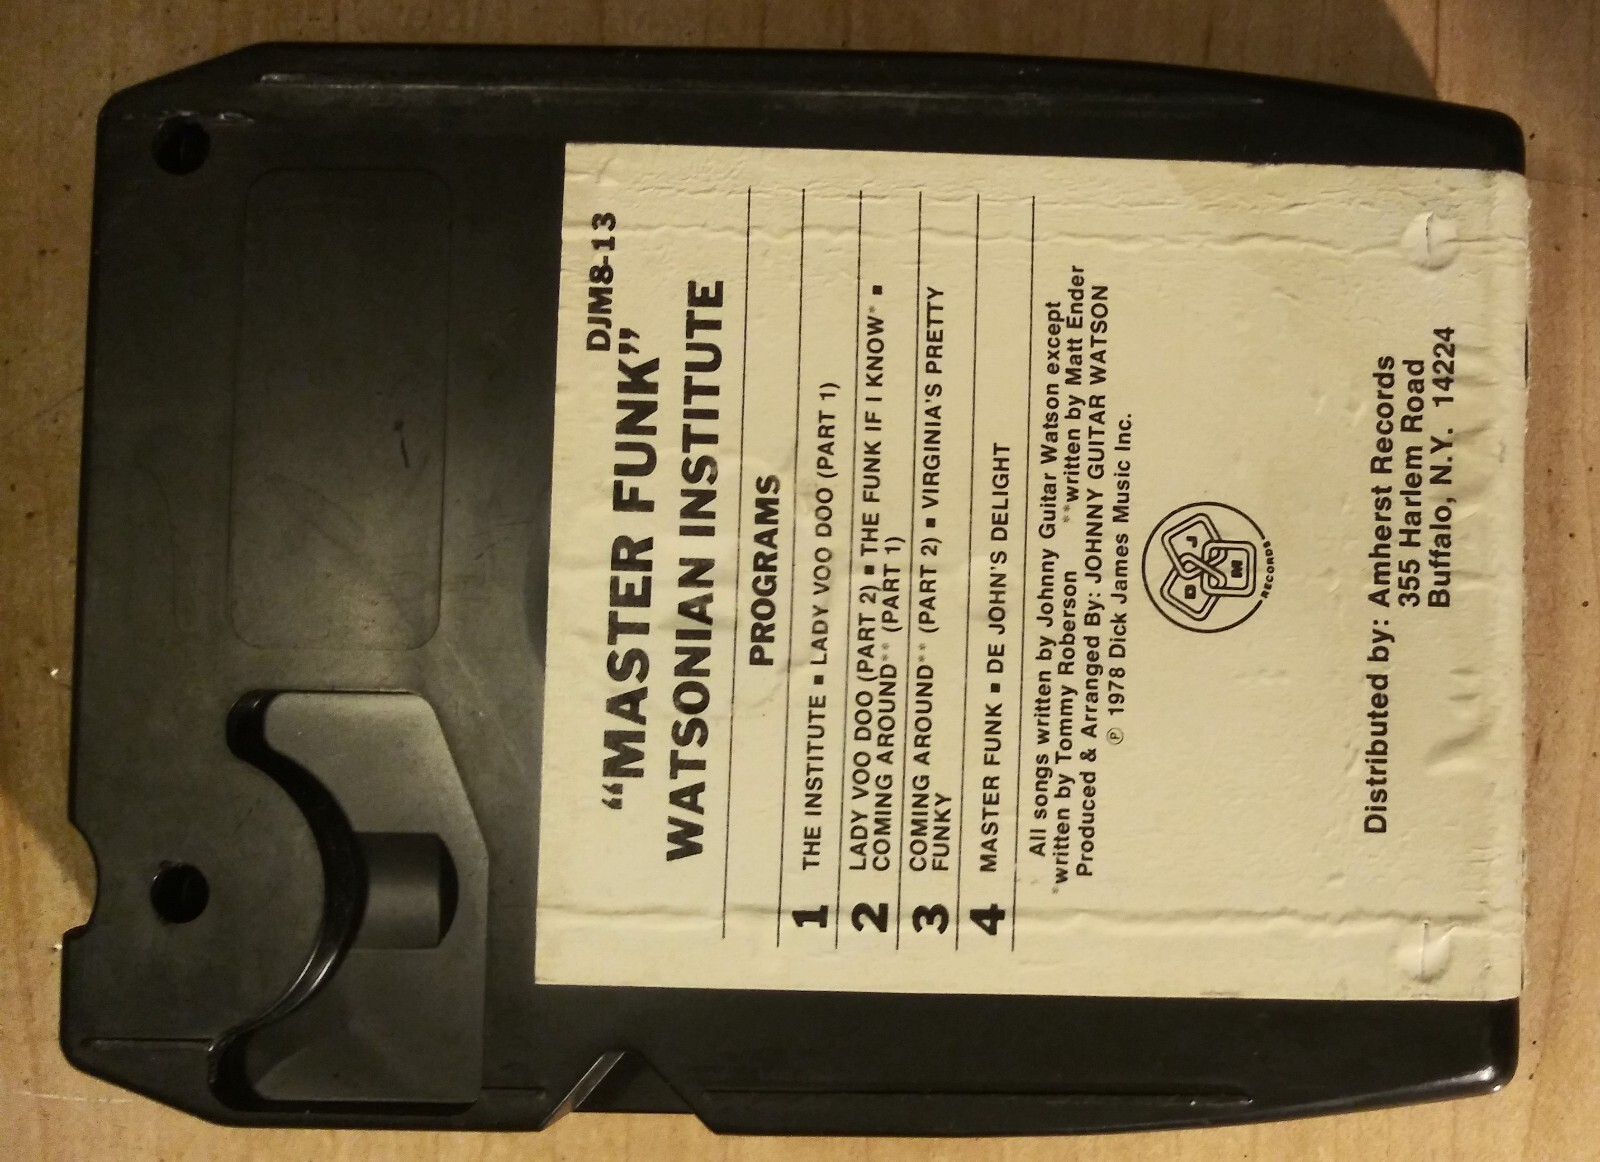 DJM8-13
“MASTER FUNK”
WATSONIAN INSTITUTE
PROGRAMS
1 THE INSTITUTE ▪ LADY VOO DOO (PART 1)
2 LADY VOO DOO (PART 2) ▪ THE FUNK IF I KNOW* ▪
COMING AROUND** (PART 1)
3 COMING AROUND** (PART 2) ▪ VIRGINIA'S PRETTY
FUNKY
4 MASTER FUNK ▪ DE JOHN'S DELIGHT
All songs written by Johnny Guitar Watson except
*written by Tommy Roberson **written by Matt Ender
Produced & Arranged By: JOHNNY GUITAR WATSON
℗ 1978 Dick James Music Inc.
D J M
RECORDS
Distributed by: Amherst Records
355 Harlem Road
Buffalo, N.Y. 14224